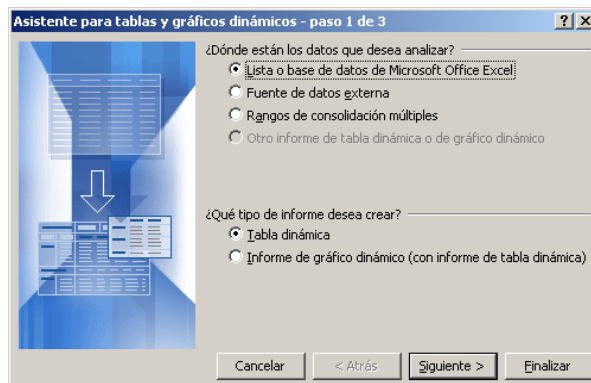 Asistente para tablas y gráficos dinámicos - paso 1 de 3
¿Dónde están los datos que desea analizar?
Lista o base de datos de Microsoft Office Excel
Fuente de datos externa
Rangos de consolidación múltiples
Otro informe de tabla dinámica o de gráfico dinámico
¿Qué tipo de informe desea crear?
Tabla dinámica
Informe de gráfico dinámico (con informe de tabla dinámica)
Cancelar < Atrás Siguiente > Finalizar